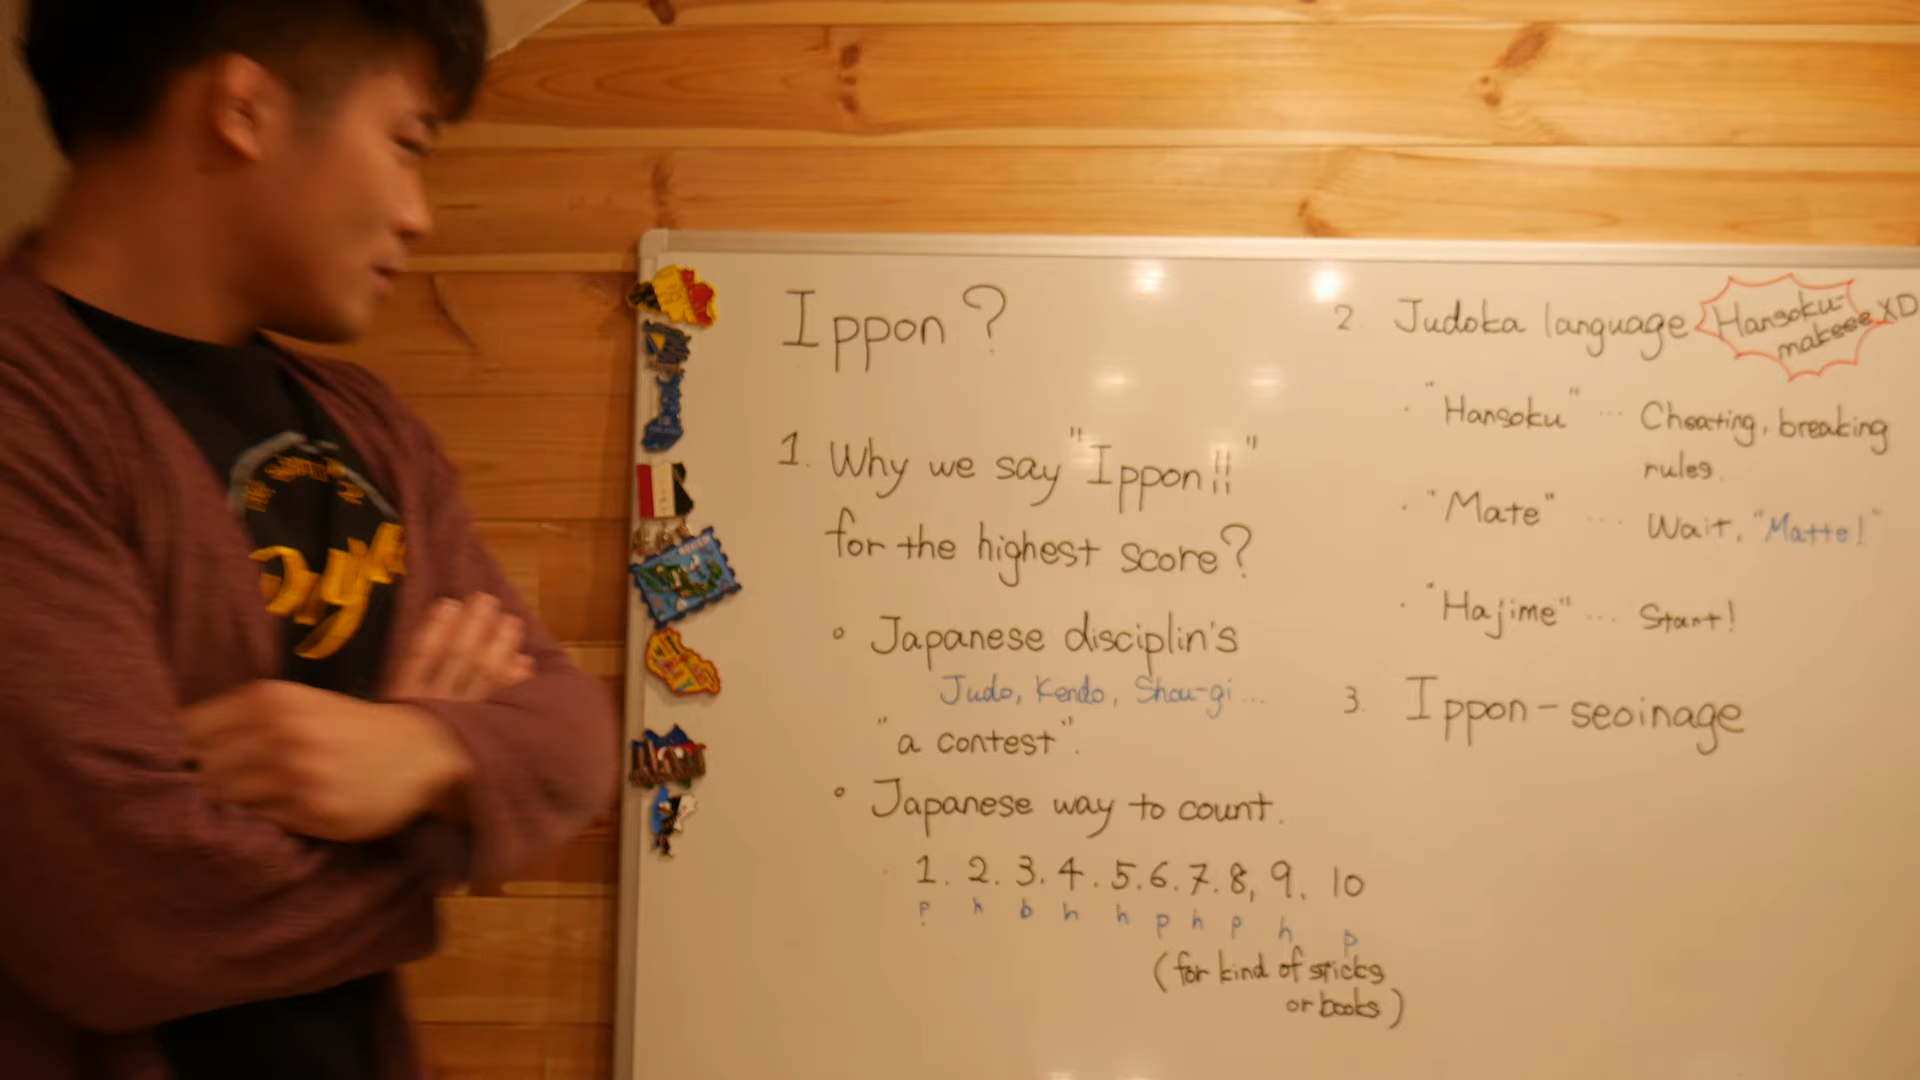 Ippon ?
1. Why we say "Ippon!!"
for the highest score?
Japanese disciplin's
Judo, Kendo, Shou-gi ...
"a contest".
Japanese way to count.
1. 2. 3. 4. 5. 6. 7. 8, 9. 10
p h b h h p h p h p
(for kind of sticks
or books)
2. Judoka language
Hansoku-
makeee XD
"Hansoku" ... Cheating, breaking
rules.
"Mate" ... Wait, "Matte!"
"Hajime" ... Start!
3. Ippon-seoinage